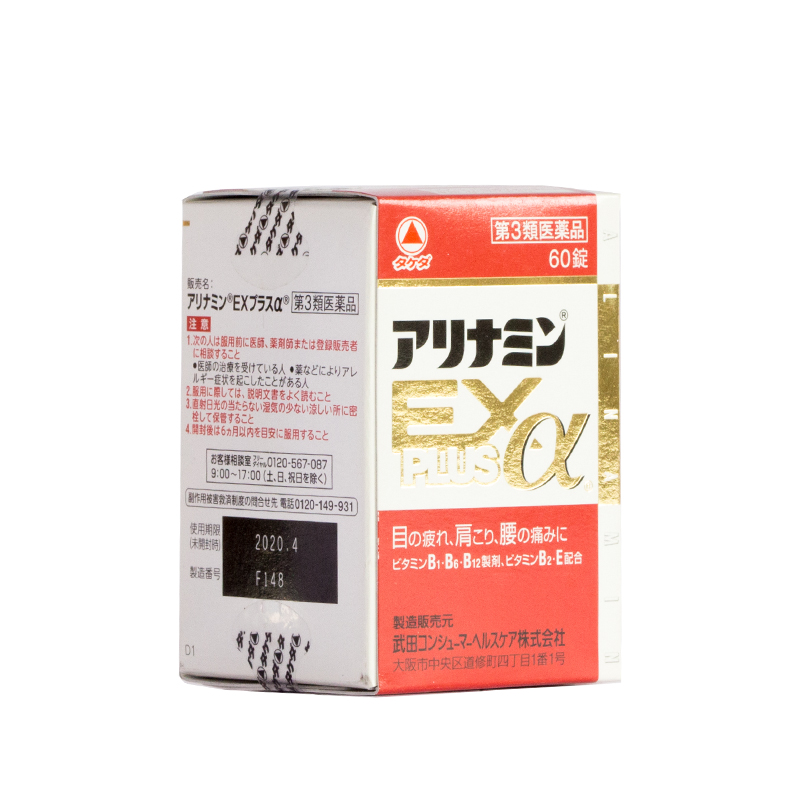 販売名：
アリナミン®EXプラスα® 第3類医薬品
注意
1.次の人は服用前に医師、薬剤師または登録販売者
に相談すること
●医師の治療を受けている人 ●薬などによりアレ
ルギー症状を起こしたことがある人
2.服用に際しては、説明文書をよく読むこと
3.直射日光の当たらない湿気の少ない涼しい所に密
栓して保管すること
4.開封後は6ヵ月以内を目安に服用すること
お客様相談室 フリーダイヤル 0120-567-087
9:00～17:00（土、日、祝日を除く）
副作用被害救済制度の問合せ先 電話0120-149-931
使用期限
(未開封時)
2020.4
製造番号
F148
01
タケダ
タケダ
タケダ
第3類医薬品
60錠
アリナミン®
EX
PLUS α®
目の疲れ、肩こり、腰の痛みに
ビタミンB1・B6・B12製剤、ビタミンB2・E配合
製造販売元
武田コンシューマーヘルスケア株式会社
大阪市中央区道修町四丁目1番1号
ALINAMIN